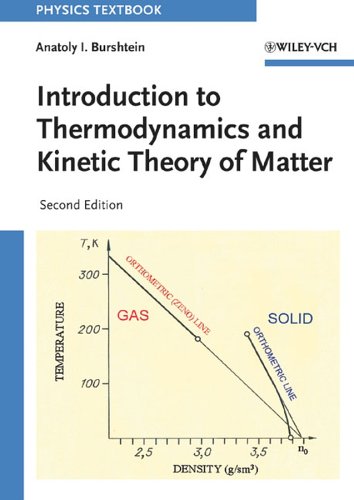 PHYSICS TEXTBOOK
Anatoly I. Burshtein
WILEY-VCH
Introduction to
Thermodynamics and
Kinetic Theory of Matter
Second Edition
T, K
ORTHOMETRIC (ZENO) LINE
300
GAS
SOLID
200
ORTHOMETRIC LINE
TEMPERATURE
100
2,5 3,0 3,5 n₀
DENSITY (g/sm³)